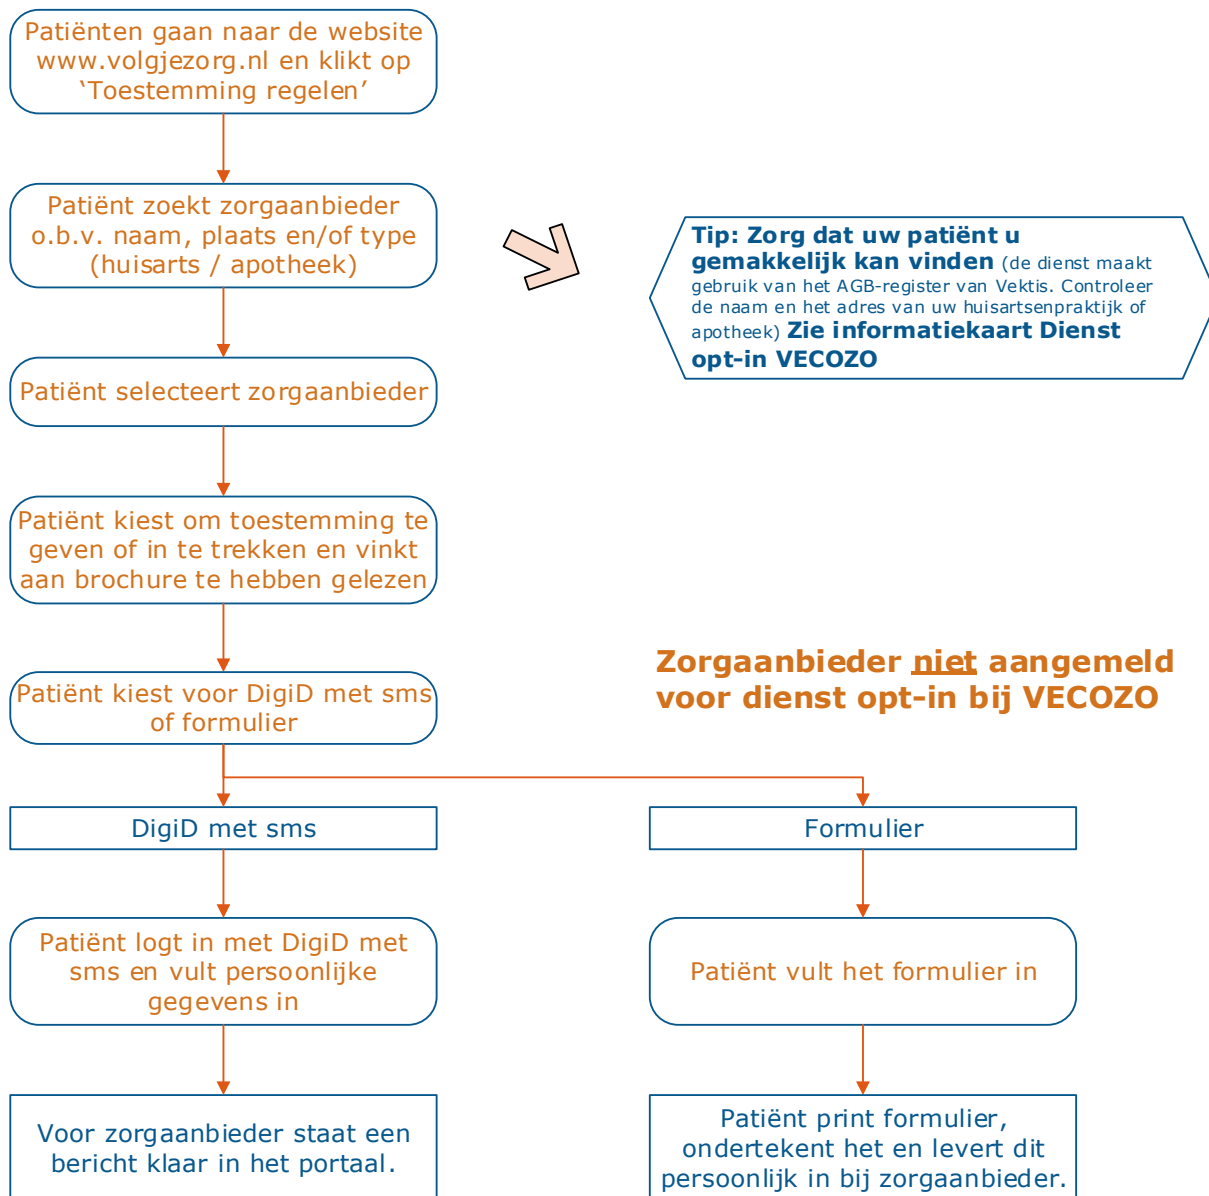 Patiënten gaan naar de website
www.volgjezorg.nl en klikt op
‘Toestemming regelen’
Patiënt zoekt zorgaanbieder
o.b.v. naam, plaats en/of type
(huisarts / apotheek)
Tip: Zorg dat uw patiënt u
gemakkelijk kan vinden (de dienst maakt
gebruik van het AGB-register van Vektis. Controleer
de naam en het adres van uw huisartsenpraktijk of
apotheek) Zie informatiekaart Dienst
opt-in VECOZO
Patiënt selecteert zorgaanbieder
Patiënt kiest om toestemming te
geven of in te trekken en vinkt
aan brochure te hebben gelezen
Zorgaanbieder niet aangemeld
voor dienst opt-in bij VECOZO
Patiënt kiest voor DigiD met sms
of formulier
DigiD met sms
Formulier
Patiënt logt in met DigiD met
sms en vult persoonlijke
gegevens in
Patiënt vult het formulier in
Voor zorgaanbieder staat een
bericht klaar in het portaal.
Patiënt print formulier,
ondertekent het en levert dit
persoonlijk in bij zorgaanbieder.